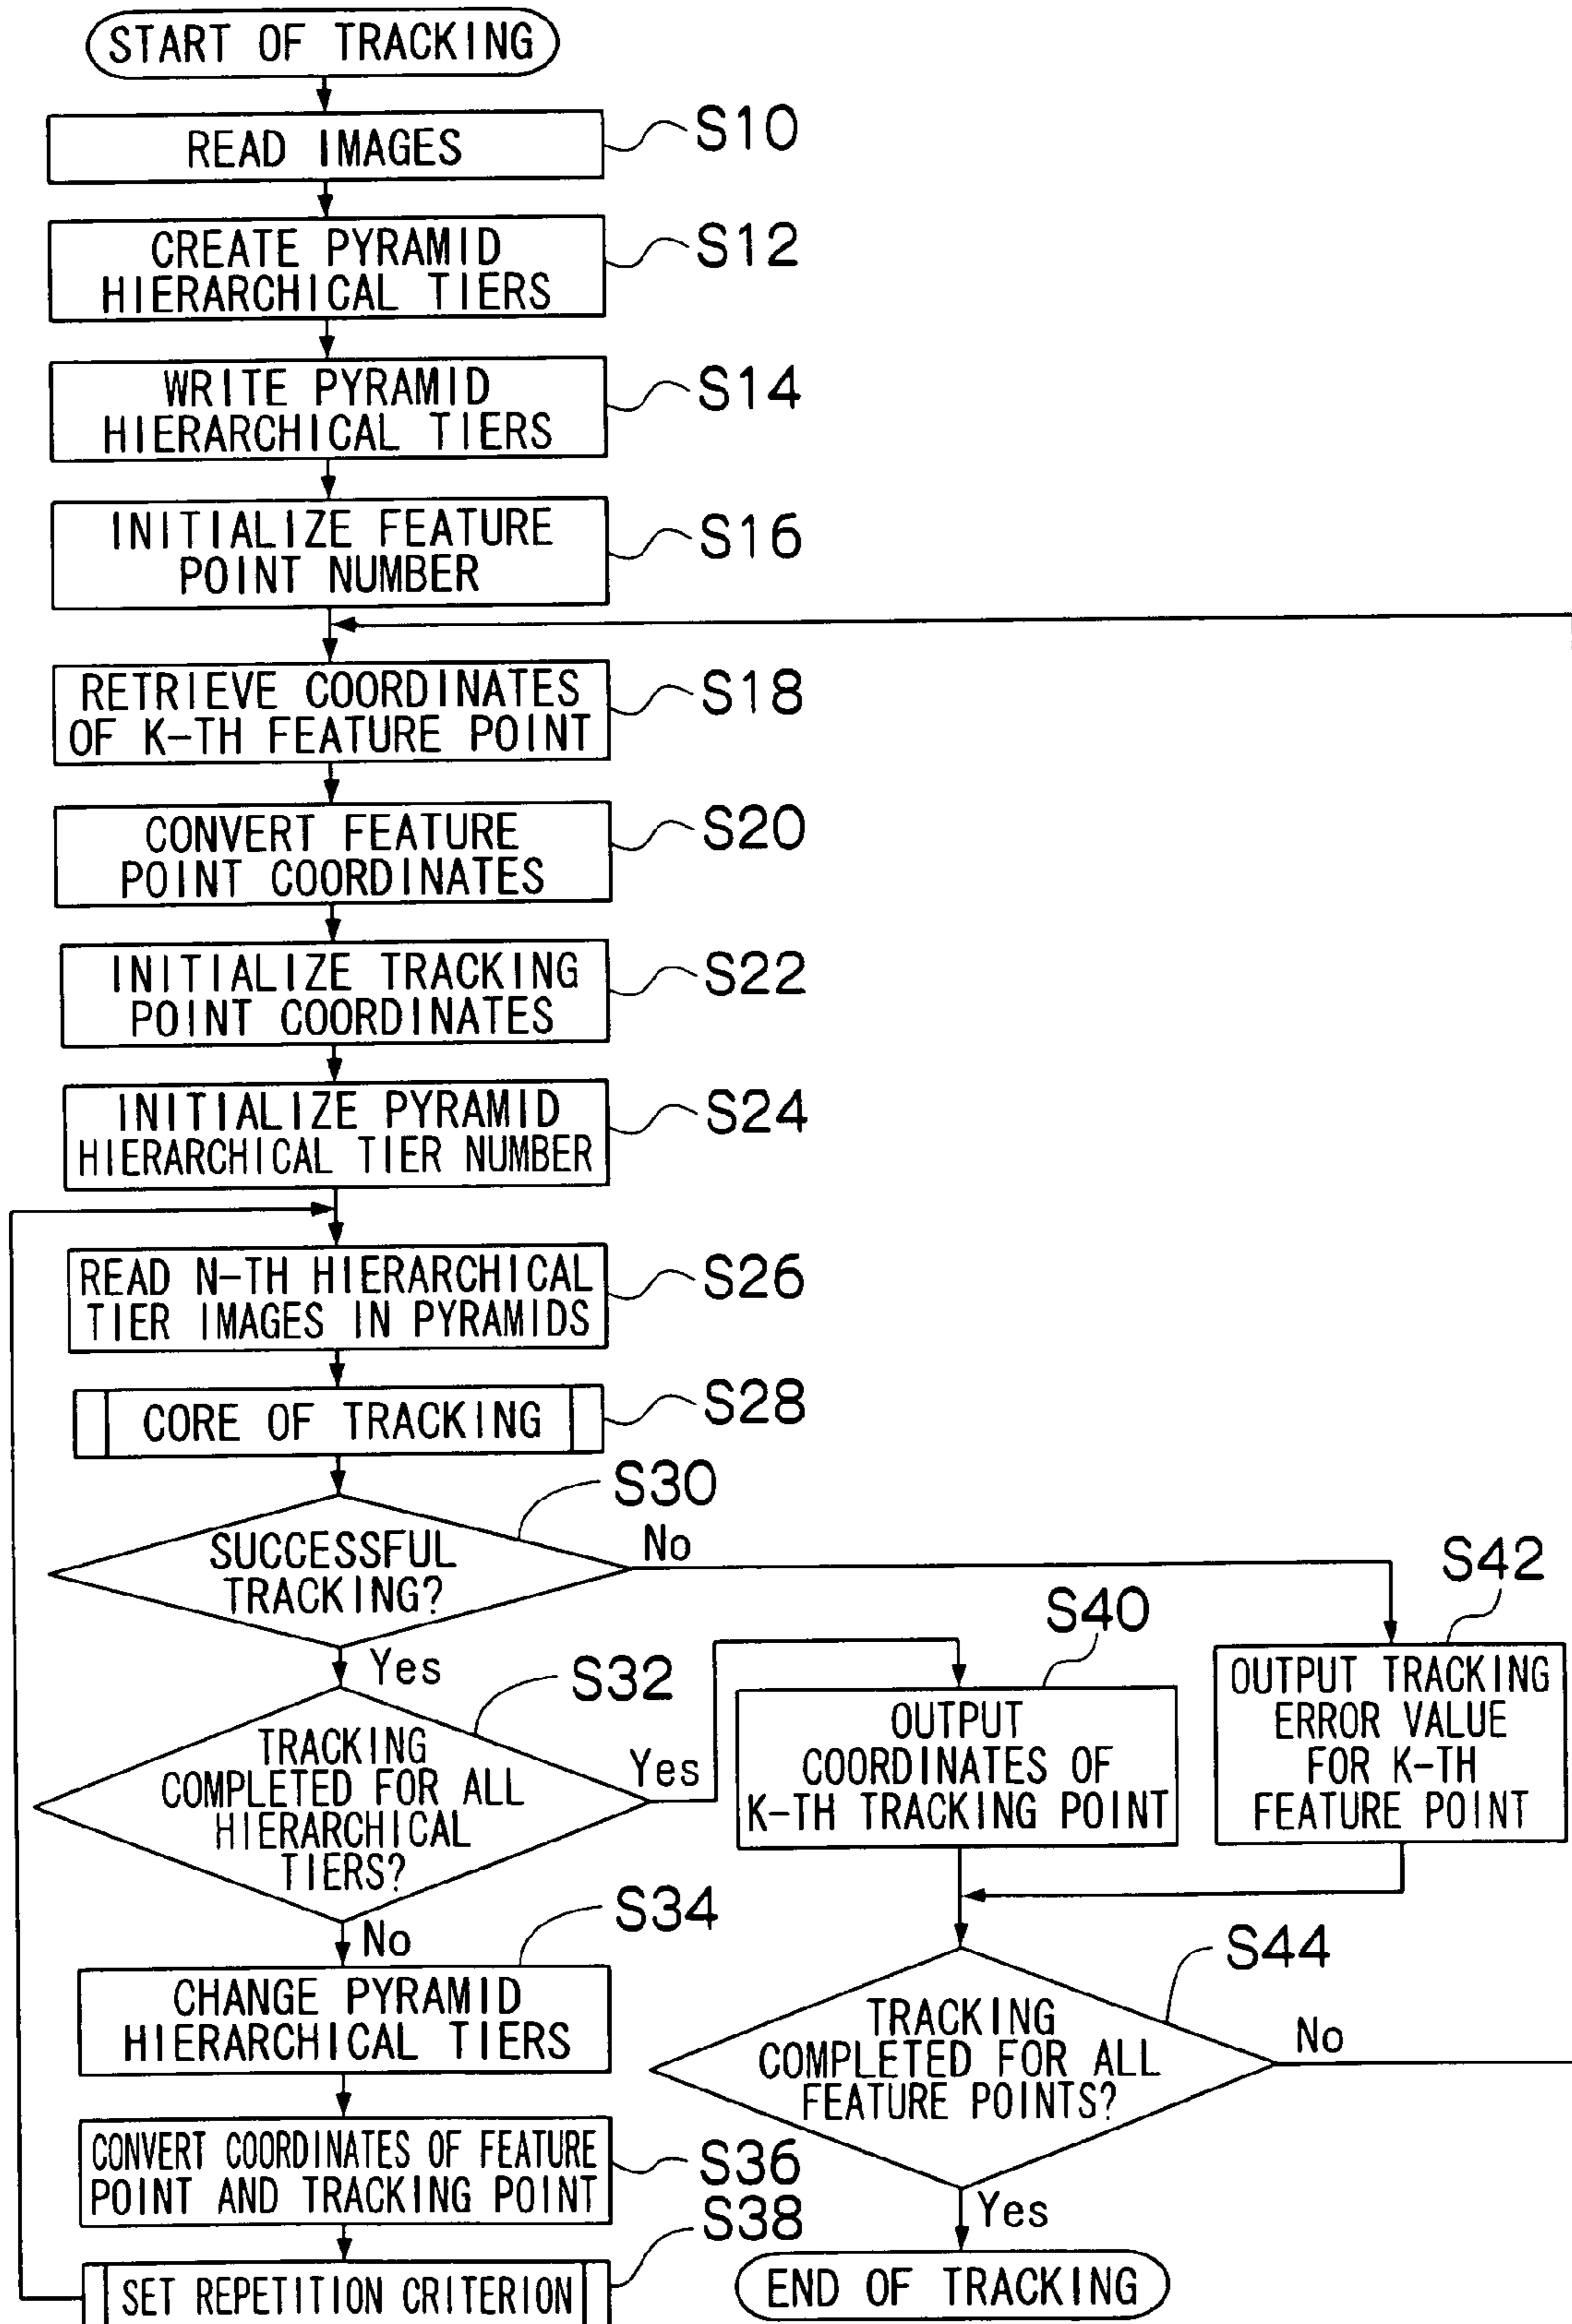 START OF TRACKING
READ IMAGES
S10
CREATE PYRAMID
HIERARCHICAL TIERS
S12
WRITE PYRAMID
HIERARCHICAL TIERS
S14
INITIALIZE FEATURE
POINT NUMBER
S16
RETRIEVE COORDINATES
OF K-TH FEATURE POINT
S18
CONVERT FEATURE
POINT COORDINATES
S20
INITIALIZE TRACKING
POINT COORDINATES
S22
INITIALIZE PYRAMID
HIERARCHICAL TIER NUMBER
S24
READ N-TH HIERARCHICAL
TIER IMAGES IN PYRAMIDS
S26
CORE OF TRACKING
S28
S30
SUCCESSFUL
TRACKING?
No
Yes
S32
TRACKING
COMPLETED FOR ALL
HIERARCHICAL
TIERS?
Yes
No
S34
CHANGE PYRAMID
HIERARCHICAL TIERS
CONVERT COORDINATES OF FEATURE
POINT AND TRACKING POINT
S36
S38
SET REPETITION CRITERION
S40
OUTPUT
COORDINATES OF
K-TH TRACKING POINT
S42
OUTPUT TRACKING
ERROR VALUE
FOR K-TH
FEATURE POINT
S44
TRACKING
COMPLETED FOR ALL
FEATURE POINTS?
No
Yes
END OF TRACKING